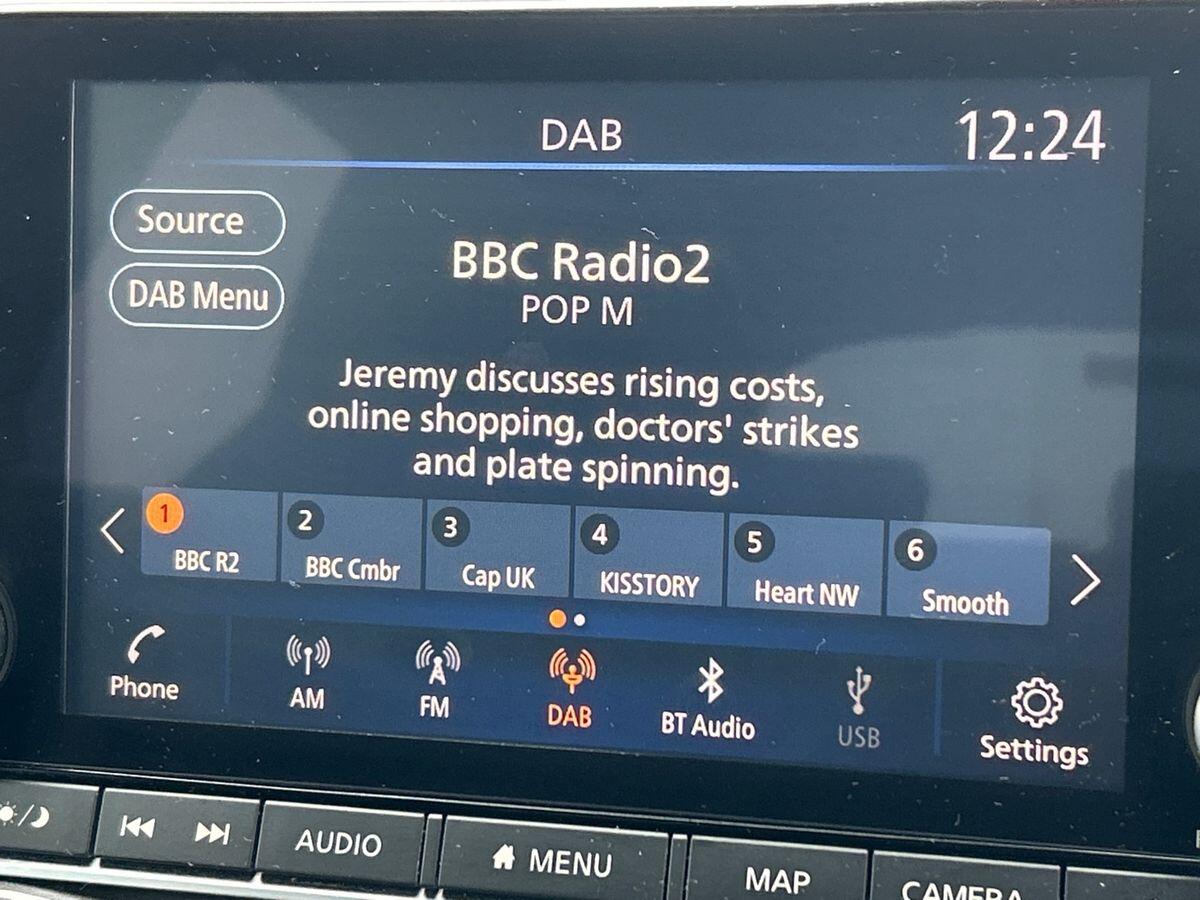 DAB
12:24
Source
DAB Menu
BBC Radio2
POP M
Jeremy discusses rising costs,
online shopping, doctors' strikes
and plate spinning.
1 BBC R2
2 BBC Cmbr
3 Cap UK
4 KISSTORY
5 Heart NW
6 Smooth
Phone
AM
FM
DAB
BT Audio
USB
Settings
AUDIO
MENU
MAP
CAMERA